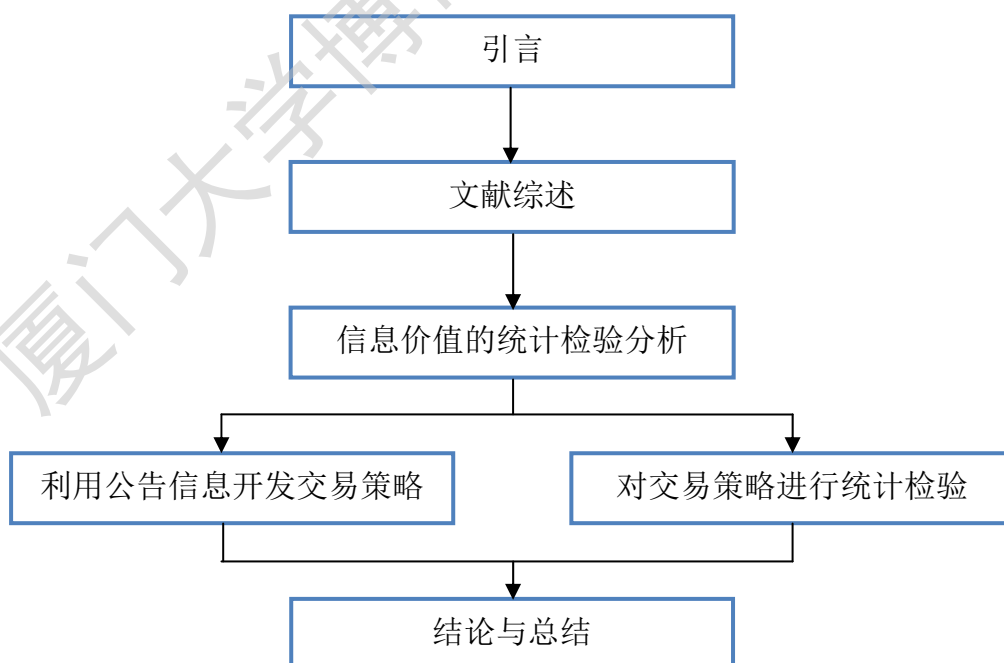 引言
文献综述
信息价值的统计检验分析
利用公告信息开发交易策略
对交易策略进行统计检验
结论与总结
厦门大学博